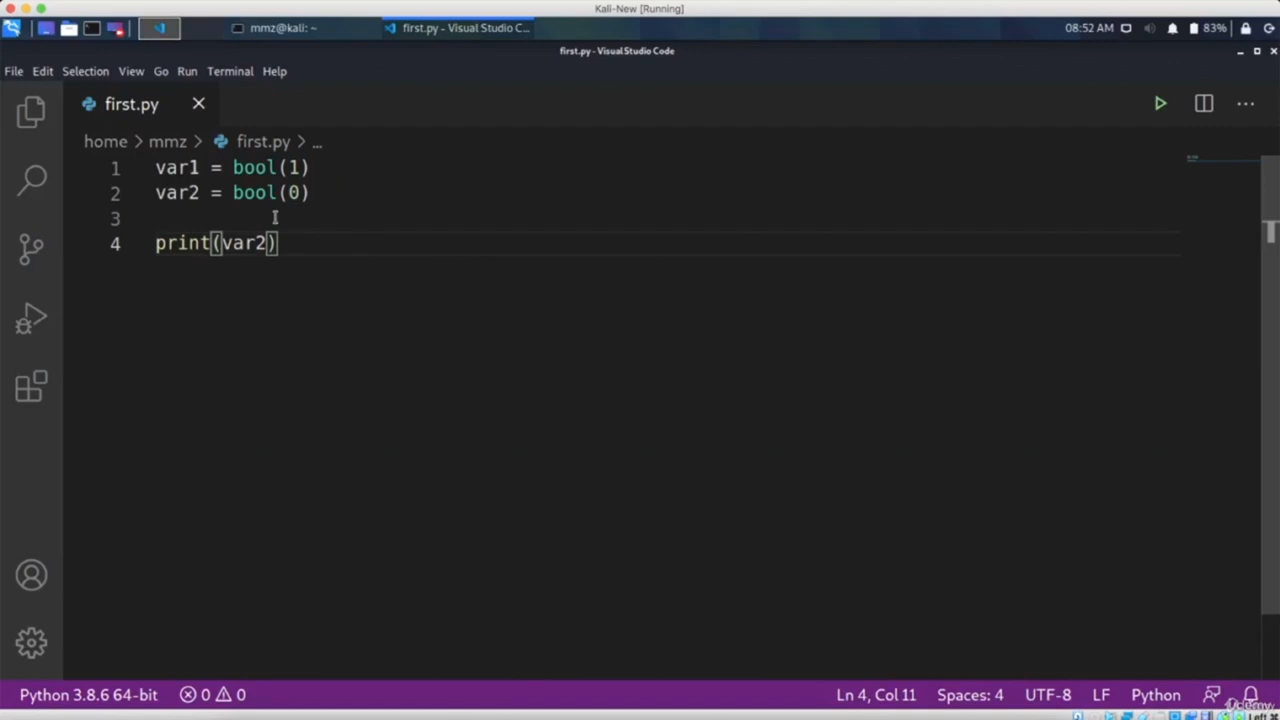 Kali-New [Running]
mmz@kali: ~
first.py - Visual Studio C...
08:52 AM
83%
first.py - Visual Studio Code
File Edit Selection View Go Run Terminal Help
first.py
home > mmz > first.py > ...
1 var1 = bool(1)
2 var2 = bool(0)
3
4 print(var2)
Python 3.8.6 64-bit 0 0 Ln 4, Col 11 Spaces: 4 UTF-8 LF Python
Udemy